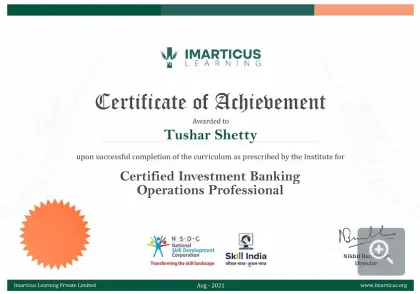 IMARTICUS
LEARNING
Certificate of Achievement
Awarded to
Tushar Shetty
upon successful completion of the curriculum as prescribed by the Institute for
Certified Investment Banking
Operations Professional
N·S·D·C
National
Skill Development
Corporation
Transforming the skill landscape
Skill India
कौशल भारत - कुशल भारत
Nikhil
Director
Imarticus Learning Private Limited
Aug - 2021
www.imarticus.org